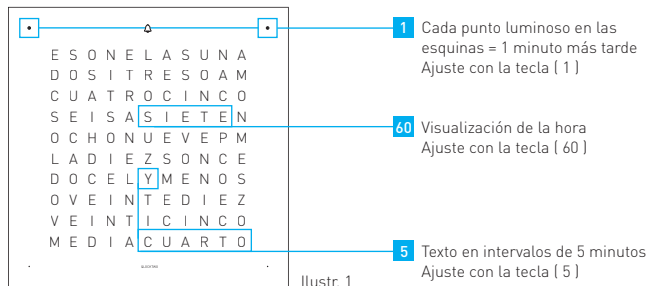 E S O N E L A S U N A
D O S I T R E S O A M
C U A T R O C I N C O
S E I S A S I E T E N
O C H O N U E V E P M
L A D I E Z S O N C E
D O C E L Y M E N O S
O V E I N T E D I E Z
V E I N T I C I N C O
M E D I A C U A R T O
Ilustr. 1
1
Cada punto luminoso en las
esquinas = 1 minuto más tarde
Ajuste con la tecla ( 1 )
60
Visualización de la hora
Ajuste con la tecla ( 60 )
5
Texto en intervalos de 5 minutos
Ajuste con la tecla ( 5 )